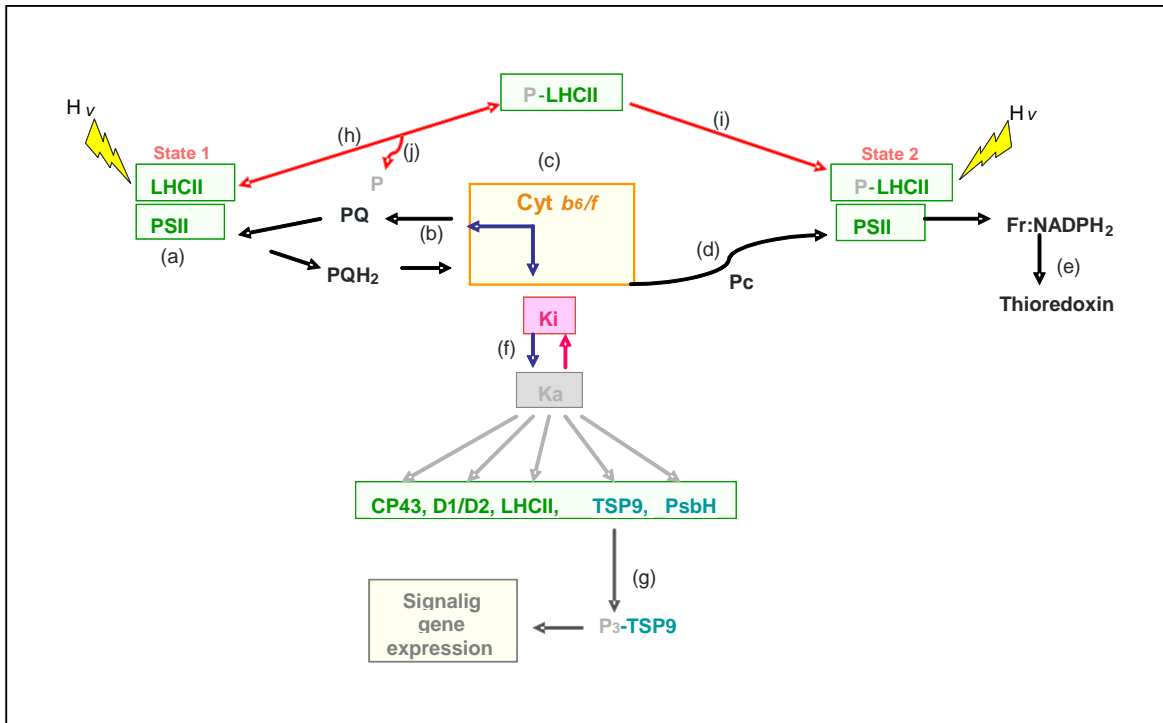 P-LHCII
H v
(h)
(i)
H v
State 1
(j)
(c)
State 2
LHCII
P
P-LHCII
Cyt b6/f
PSII
PQ
(b)
PSII
Fr:NADPH2
(a)
(d)
(e)
PQH2
Pc
Thioredoxin
Ki
(f)
Ka
CP43, D1/D2, LHCII, TSP9, PsbH
(g)
Signalig
gene
expression
P3-TSP9